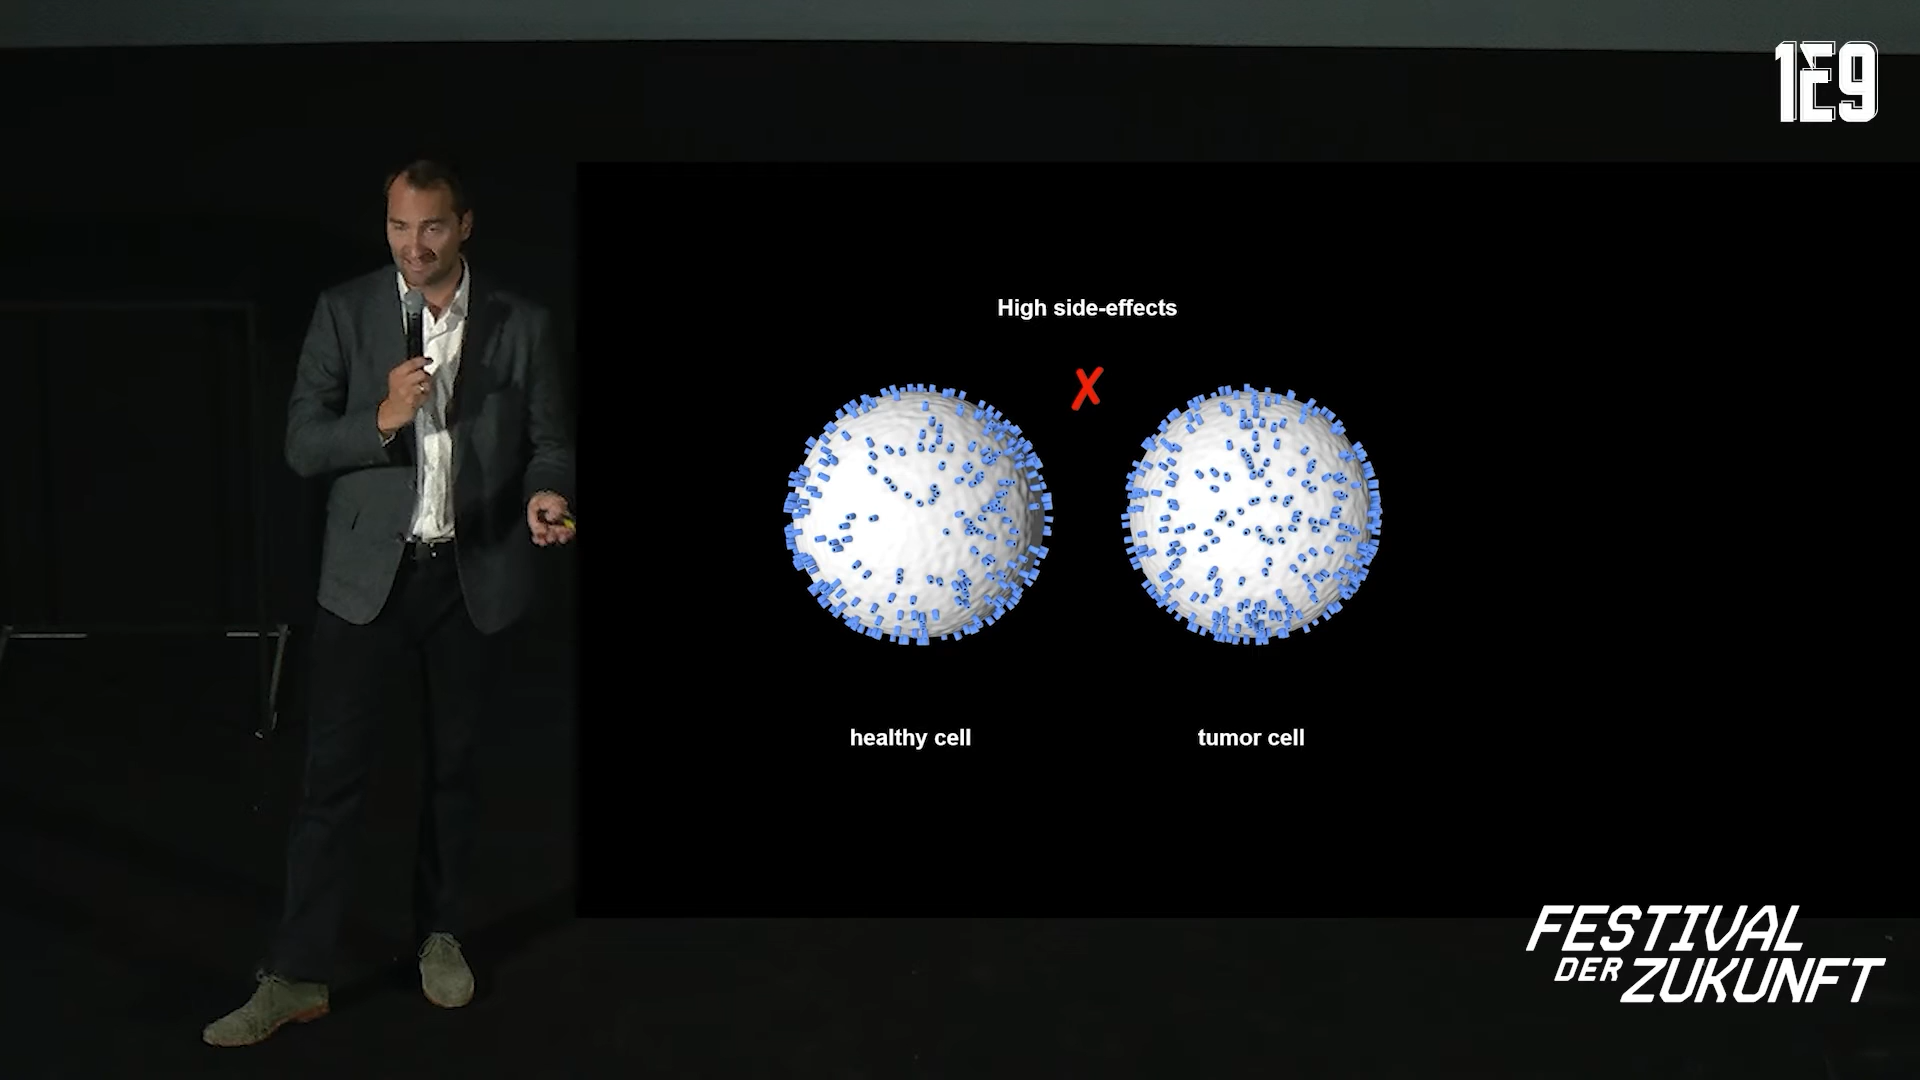 1E9
High side-effects
healthy cell
tumor cell
FESTIVAL
DER ZUKUNFT